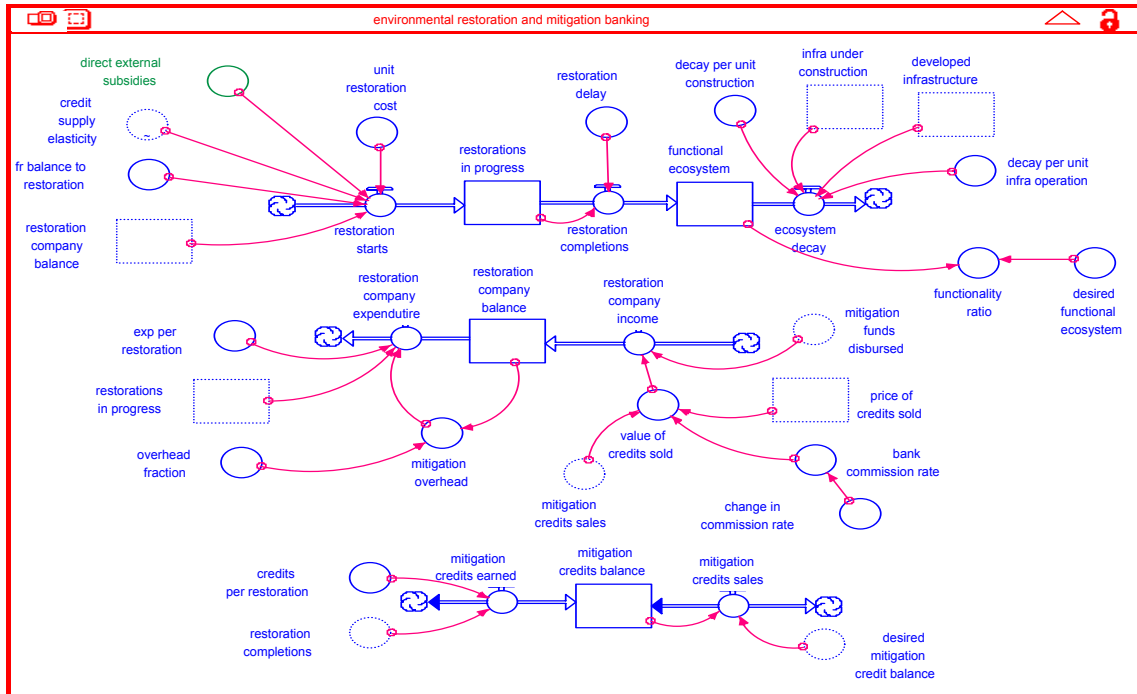 environmental restoration and mitigation banking
direct external
subsidies
credit
supply
elasticity
~
fr balance to
restoration
restoration
company
balance
unit
restoration
cost
restoration
starts
restorations
in progress
restoration
delay
restoration
completions
functional
ecosystem
decay per unit
construction
infra under
construction
developed
infrastructure
decay per unit
infra operation
ecosystem
decay
functionality
ratio
desired
functional
ecosystem
restoration
company
expendutire
restoration
company
balance
restoration
company
income
mitigation
funds
disbursed
exp per
restoration
restorations
in progress
overhead
fraction
mitigation
overhead
value of
credits sold
price of
credits sold
bank
commission rate
mitigation
credits sales
change in
commission rate
credits
per restoration
restoration
completions
mitigation
credits earned
mitigation
credits balance
mitigation
credits sales
desired
mitigation
credit balance